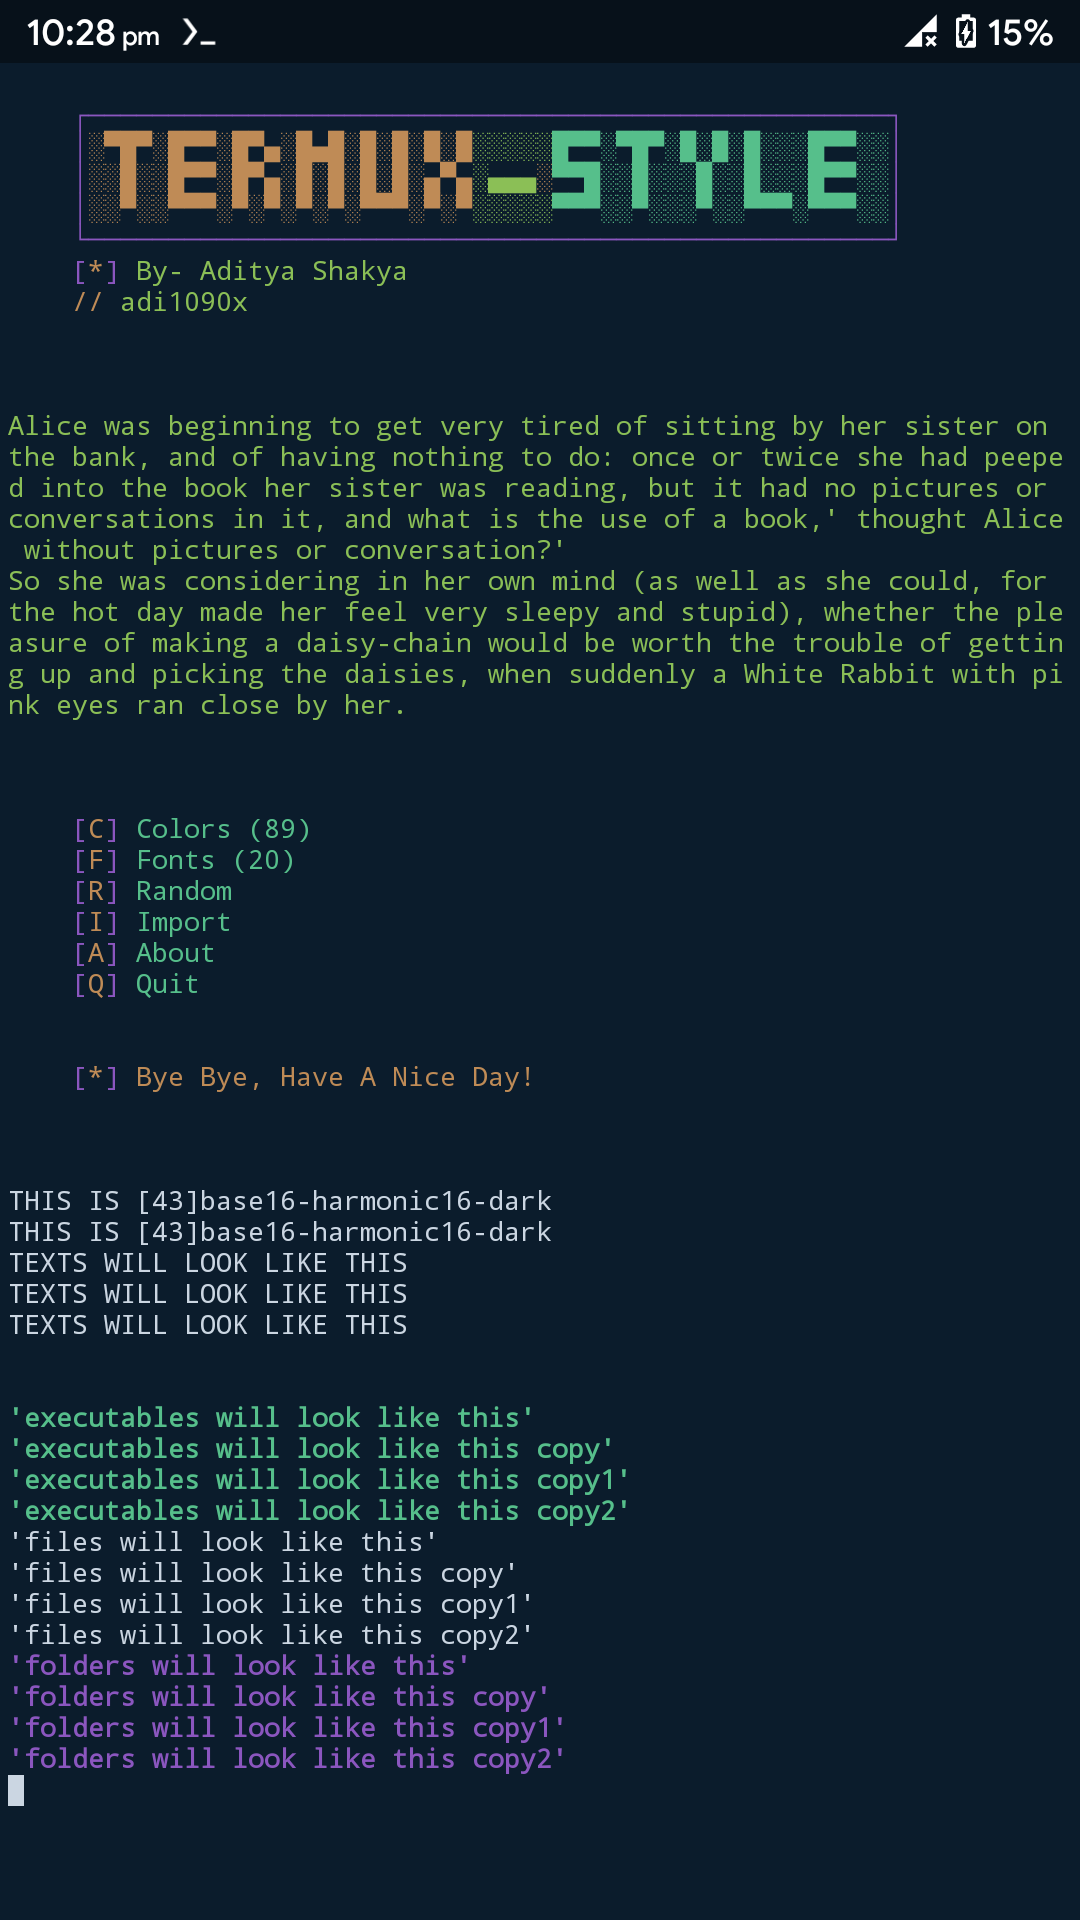 10:28 pm 15%
TERMUX-STYLE
[*] By- Aditya Shakya
// adi1090x
Alice was beginning to get very tired of sitting by her sister on
the bank, and of having nothing to do: once or twice she had peepe
d into the book her sister was reading, but it had no pictures or
conversations in it, and what is the use of a book,' thought Alice
without pictures or conversation?'
So she was considering in her own mind (as well as she could, for
the hot day made her feel very sleepy and stupid), whether the ple
asure of making a daisy-chain would be worth the trouble of gettin
g up and picking the daisies, when suddenly a White Rabbit with pi
nk eyes ran close by her.
[C] Colors (89)
[F] Fonts (20)
[R] Random
[I] Import
[A] About
[Q] Quit
[*] Bye Bye, Have A Nice Day!
THIS IS [43]base16-harmonic16-dark
THIS IS [43]base16-harmonic16-dark
TEXTS WILL LOOK LIKE THIS
TEXTS WILL LOOK LIKE THIS
TEXTS WILL LOOK LIKE THIS
'executables will look like this'
'executables will look like this copy'
'executables will look like this copy1'
'executables will look like this copy2'
'files will look like this'
'files will look like this copy'
'files will look like this copy1'
'files will look like this copy2'
'folders will look like this'
'folders will look like this copy'
'folders will look like this copy1'
'folders will look like this copy2'